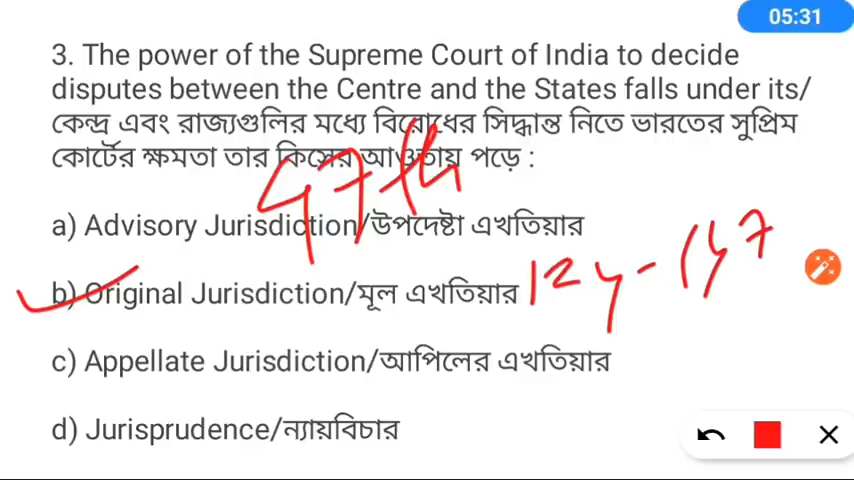 05:31
3. The power of the Supreme Court of India to decide
disputes between the Centre and the States falls under its/
কেন্দ্র এবং রাজ্যগুলির মধ্যে বিরোধের সিদ্ধান্ত নিতে ভারতের সুপ্রিম
কোর্টের ক্ষমতা তার কিসের আওতায় পড়ে :
a) Advisory Jurisdiction/উপদেষ্টা এখতিয়ার
b) Original Jurisdiction/মূল এখতিয়ার 124-147
c) Appellate Jurisdiction/আপিলের এখতিয়ার
d) Jurisprudence/ন্যায়বিচার